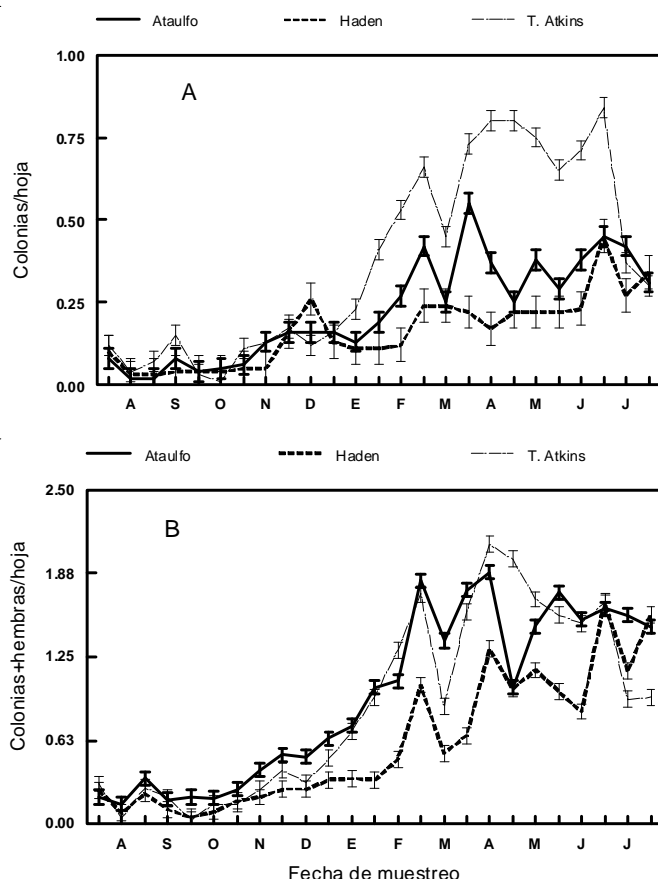 Ataulfo Haden T. Atkins
1.00
A
0.75
Colonias/hoja
0.50
0.25
0.00
A S O N D E F M A M J J
Ataulfo Haden T. Atkins
2.50
B
1.88
Colonias+hembras/hoja
1.25
0.63
0.00
A S O N D E F M A M J J
Fecha de muestreo